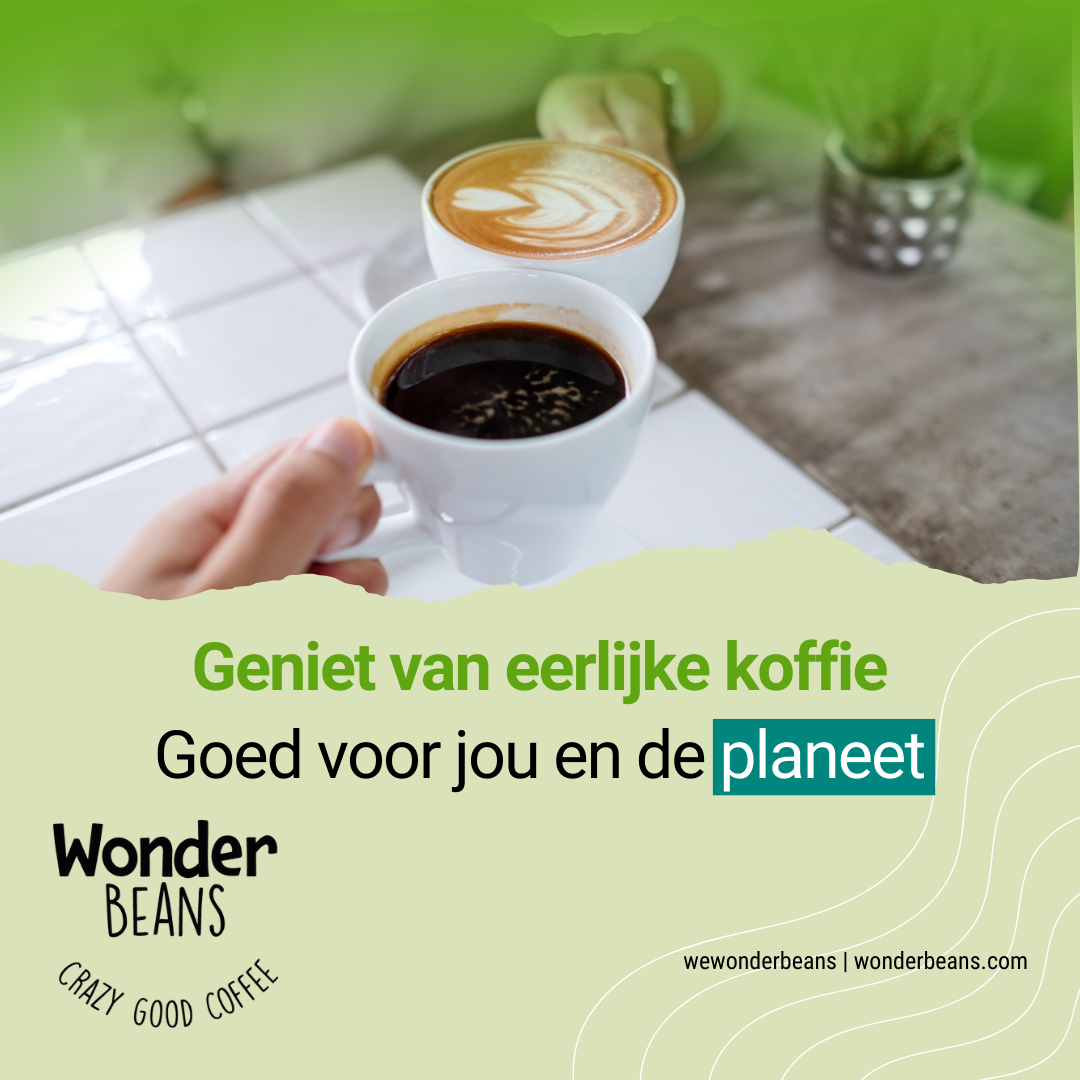 Geniet van eerlijke koffie
Goed voor jou en de planeet
Wonder
BEANS
CRAZY GOOD COFFEE
wewonderbeans | wonderbeans.com